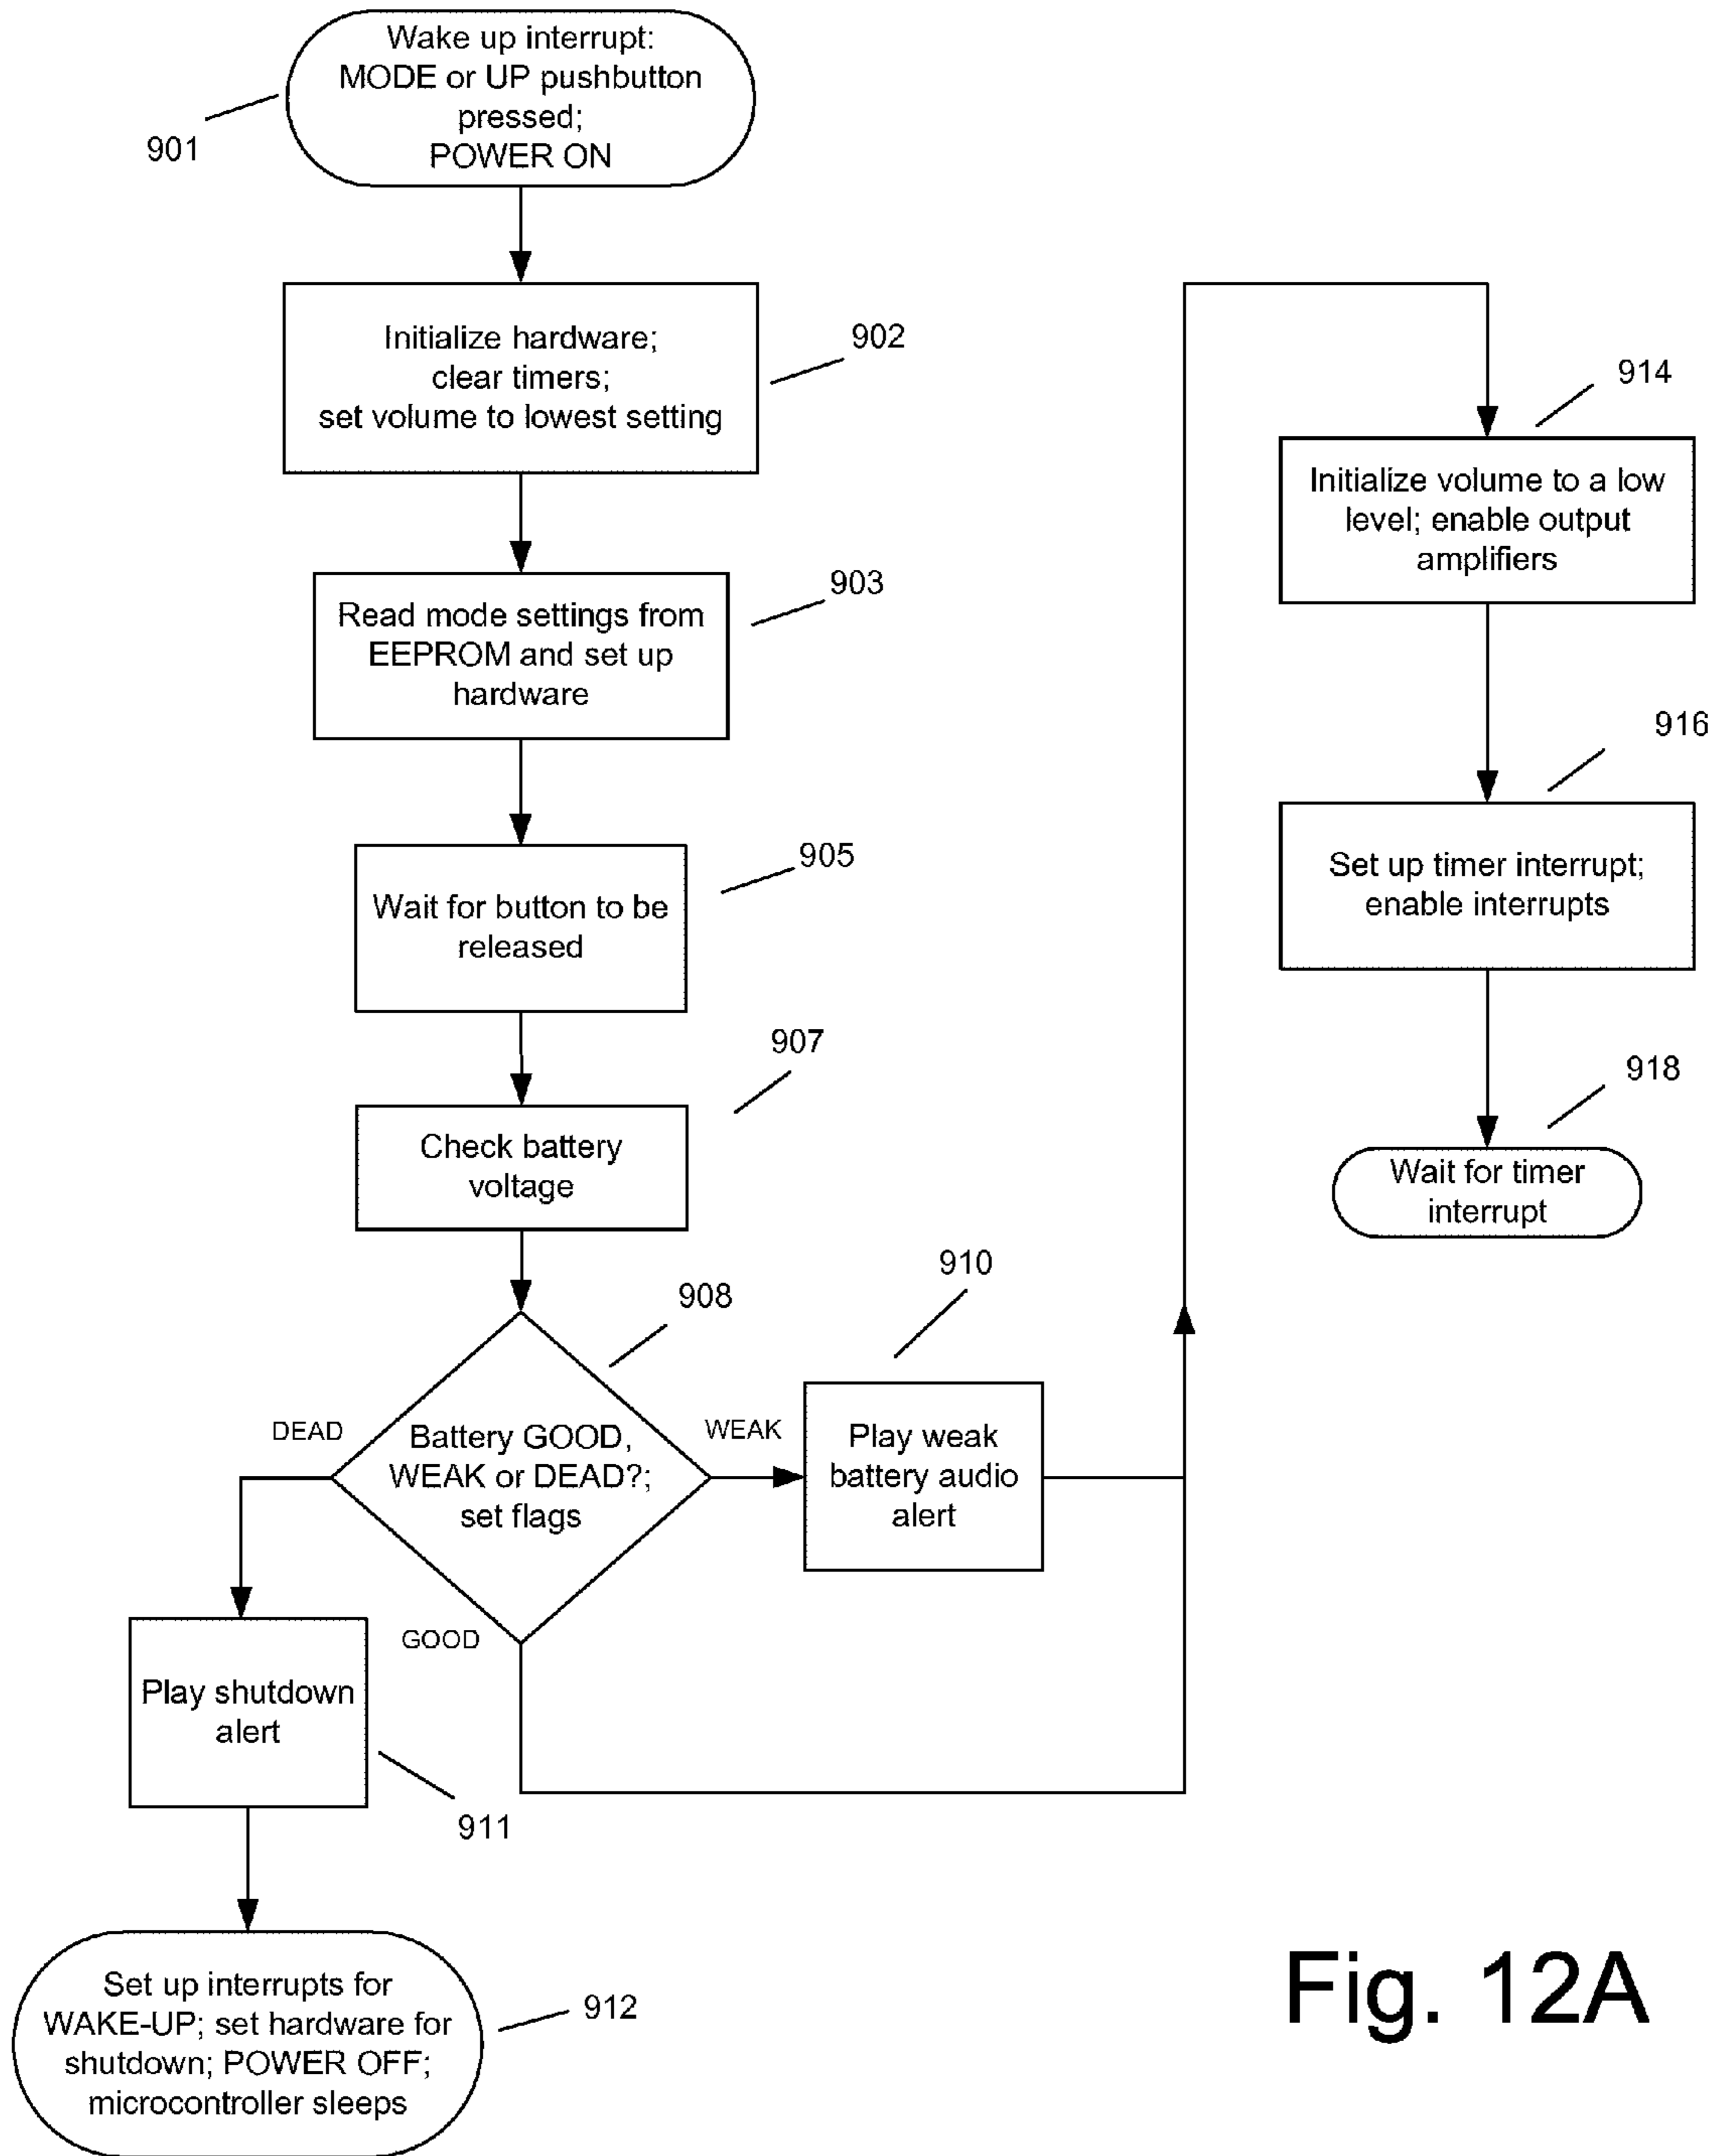 Wake up interrupt:
MODE or UP pushbutton
pressed;
POWER ON
901
Initialize hardware;
clear timers;
set volume to lowest setting
902
Read mode settings from
EEPROM and set up
hardware
903
Wait for button to be
released
905
Check battery
voltage
907
Battery GOOD,
WEAK or DEAD?;
set flags
908
DEAD
WEAK
GOOD
Play weak
battery audio
alert
910
Play shutdown
alert
911
Set up interrupts for
WAKE-UP; set hardware for
shutdown; POWER OFF;
microcontroller sleeps
912
914
Initialize volume to a low
level; enable output
amplifiers
916
Set up timer interrupt;
enable interrupts
918
Wait for timer
interrupt
Fig. 12A